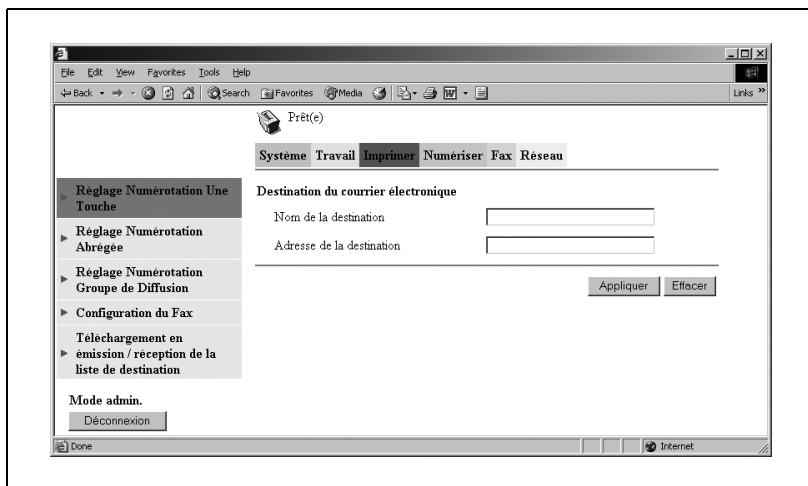 File Edit View Favorites Tools Help
Back Search Favorites Media Links »
Prêt(e)
Système Travail Imprimer Numériser Fax Réseau
Réglage Numérotation Une
Touche
Réglage Numérotation
Abrégée
Réglage Numérotation
Groupe de Diffusion
Configuration du Fax
Téléchargement en
émission / réception de la
liste de destination
Mode admin.
Déconnexion
Destination du courrier électronique
Nom de la destination
Adresse de la destination
Appliquer Effacer
Done Internet